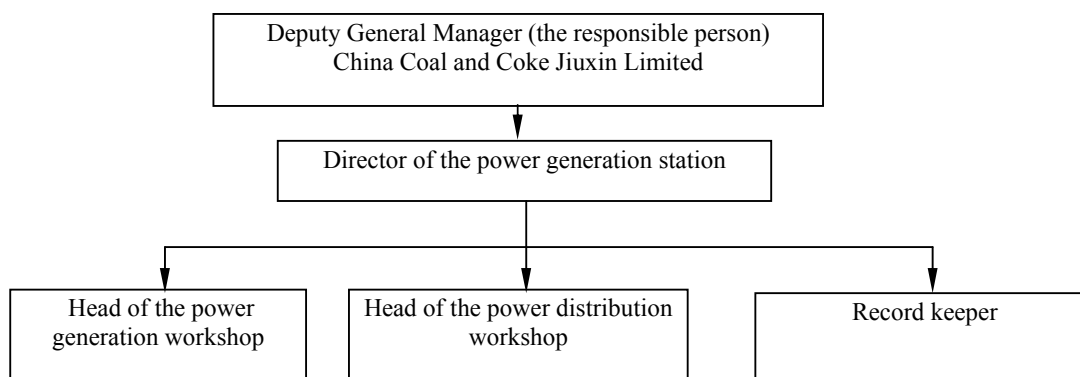 Deputy General Manager (the responsible person)
China Coal and Coke Jiuxin Limited
Director of the power generation station
Head of the power
generation workshop
Head of the power distribution
workshop
Record keeper